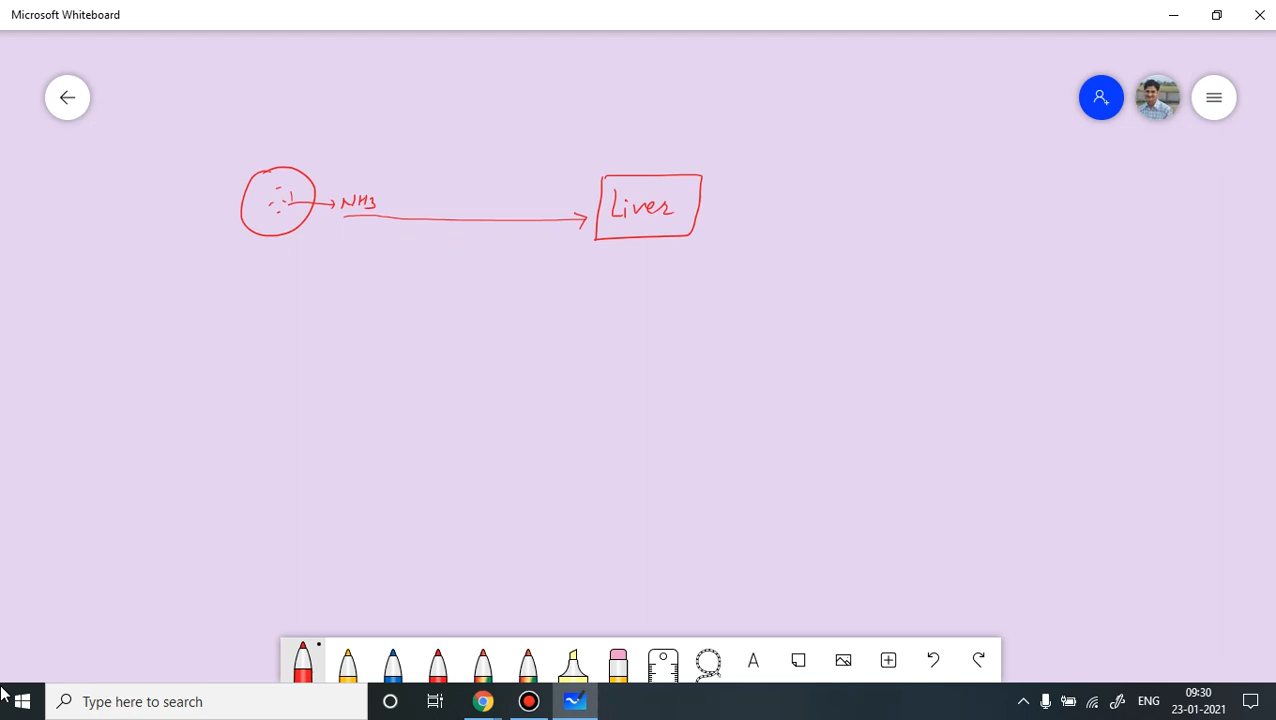 Microsoft Whiteboard
NH3
Liver
A
Type here to search
ENG
09:30
23-01-2021